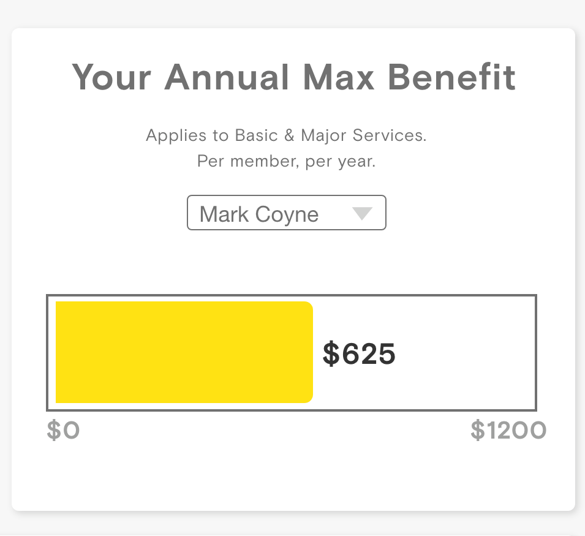 Your Annual Max Benefit
Applies to Basic & Major Services.
Per member, per year.
Mark Coyne
$625
$0
$1200